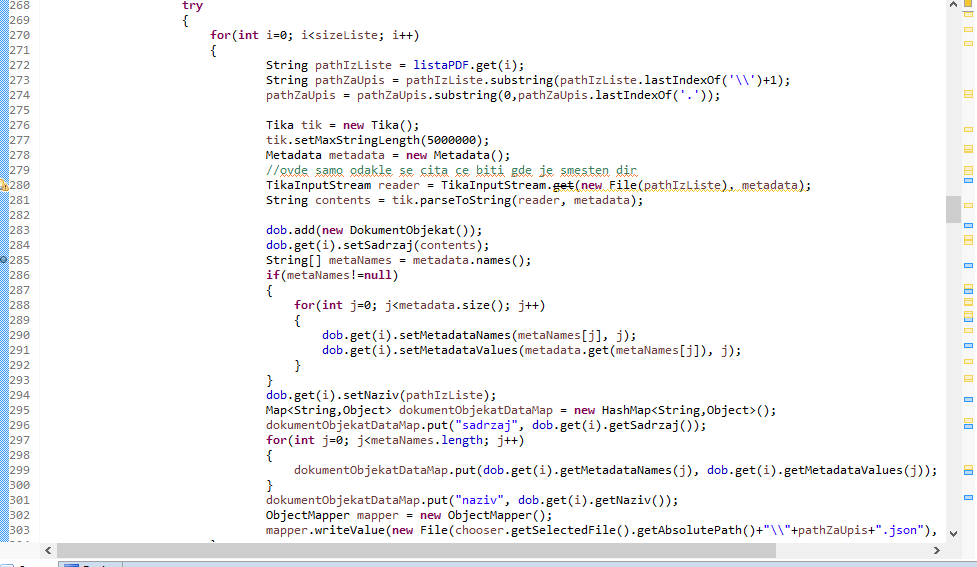 268 try
269 {
270 for(int i=0; i<sizeListe; i++)
271 {
272 String pathIzListe = listaPDF.get(i);
273 String pathZaUpis = pathIzListe.substring(pathIzListe.lastIndexOf('\\')+1);
274 pathZaUpis = pathZaUpis.substring(0,pathZaUpis.lastIndexOf('.'));
275
276 Tika tik = new Tika();
277 tik.setMaxStringLength(5000000);
278 Metadata metadata = new Metadata();
279 //ovde samo odakle se cita ce biti gde je smesten dir
280 TikaInputStream reader = TikaInputStream.get(new File(pathIzListe), metadata);
281 String contents = tik.parseToString(reader, metadata);
282
283 dob.add(new DokumentObjekat());
284 dob.get(i).setSadrzaj(contents);
285 String[] metaNames = metadata.names();
286 if(metaNames!=null)
287 {
288 for(int j=0; j<metadata.size(); j++)
289 {
290 dob.get(i).setMetadataNames(metaNames[j], j);
291 dob.get(i).setMetadataValues(metadata.get(metaNames[j]), j);
292 }
293 }
294 dob.get(i).setNaziv(pathIzListe);
295 Map<String,Object> dokumentObjekatDataMap = new HashMap<String,Object>();
296 dokumentObjekatDataMap.put("sadrzaj", dob.get(i).getSadrzaj());
297 for(int j=0; j<metaNames.length; j++)
298 {
299 dokumentObjekatDataMap.put(dob.get(i).getMetadataNames(j), dob.get(i).getMetadataValues(j));
300 }
301 dokumentObjekatDataMap.put("naziv", dob.get(i).getNaziv());
302 ObjectMapper mapper = new ObjectMapper();
303 mapper.writeValue(new File(chooser.getSelectedFile().getAbsolutePath()+"\\"+pathZaUpis+".json"),